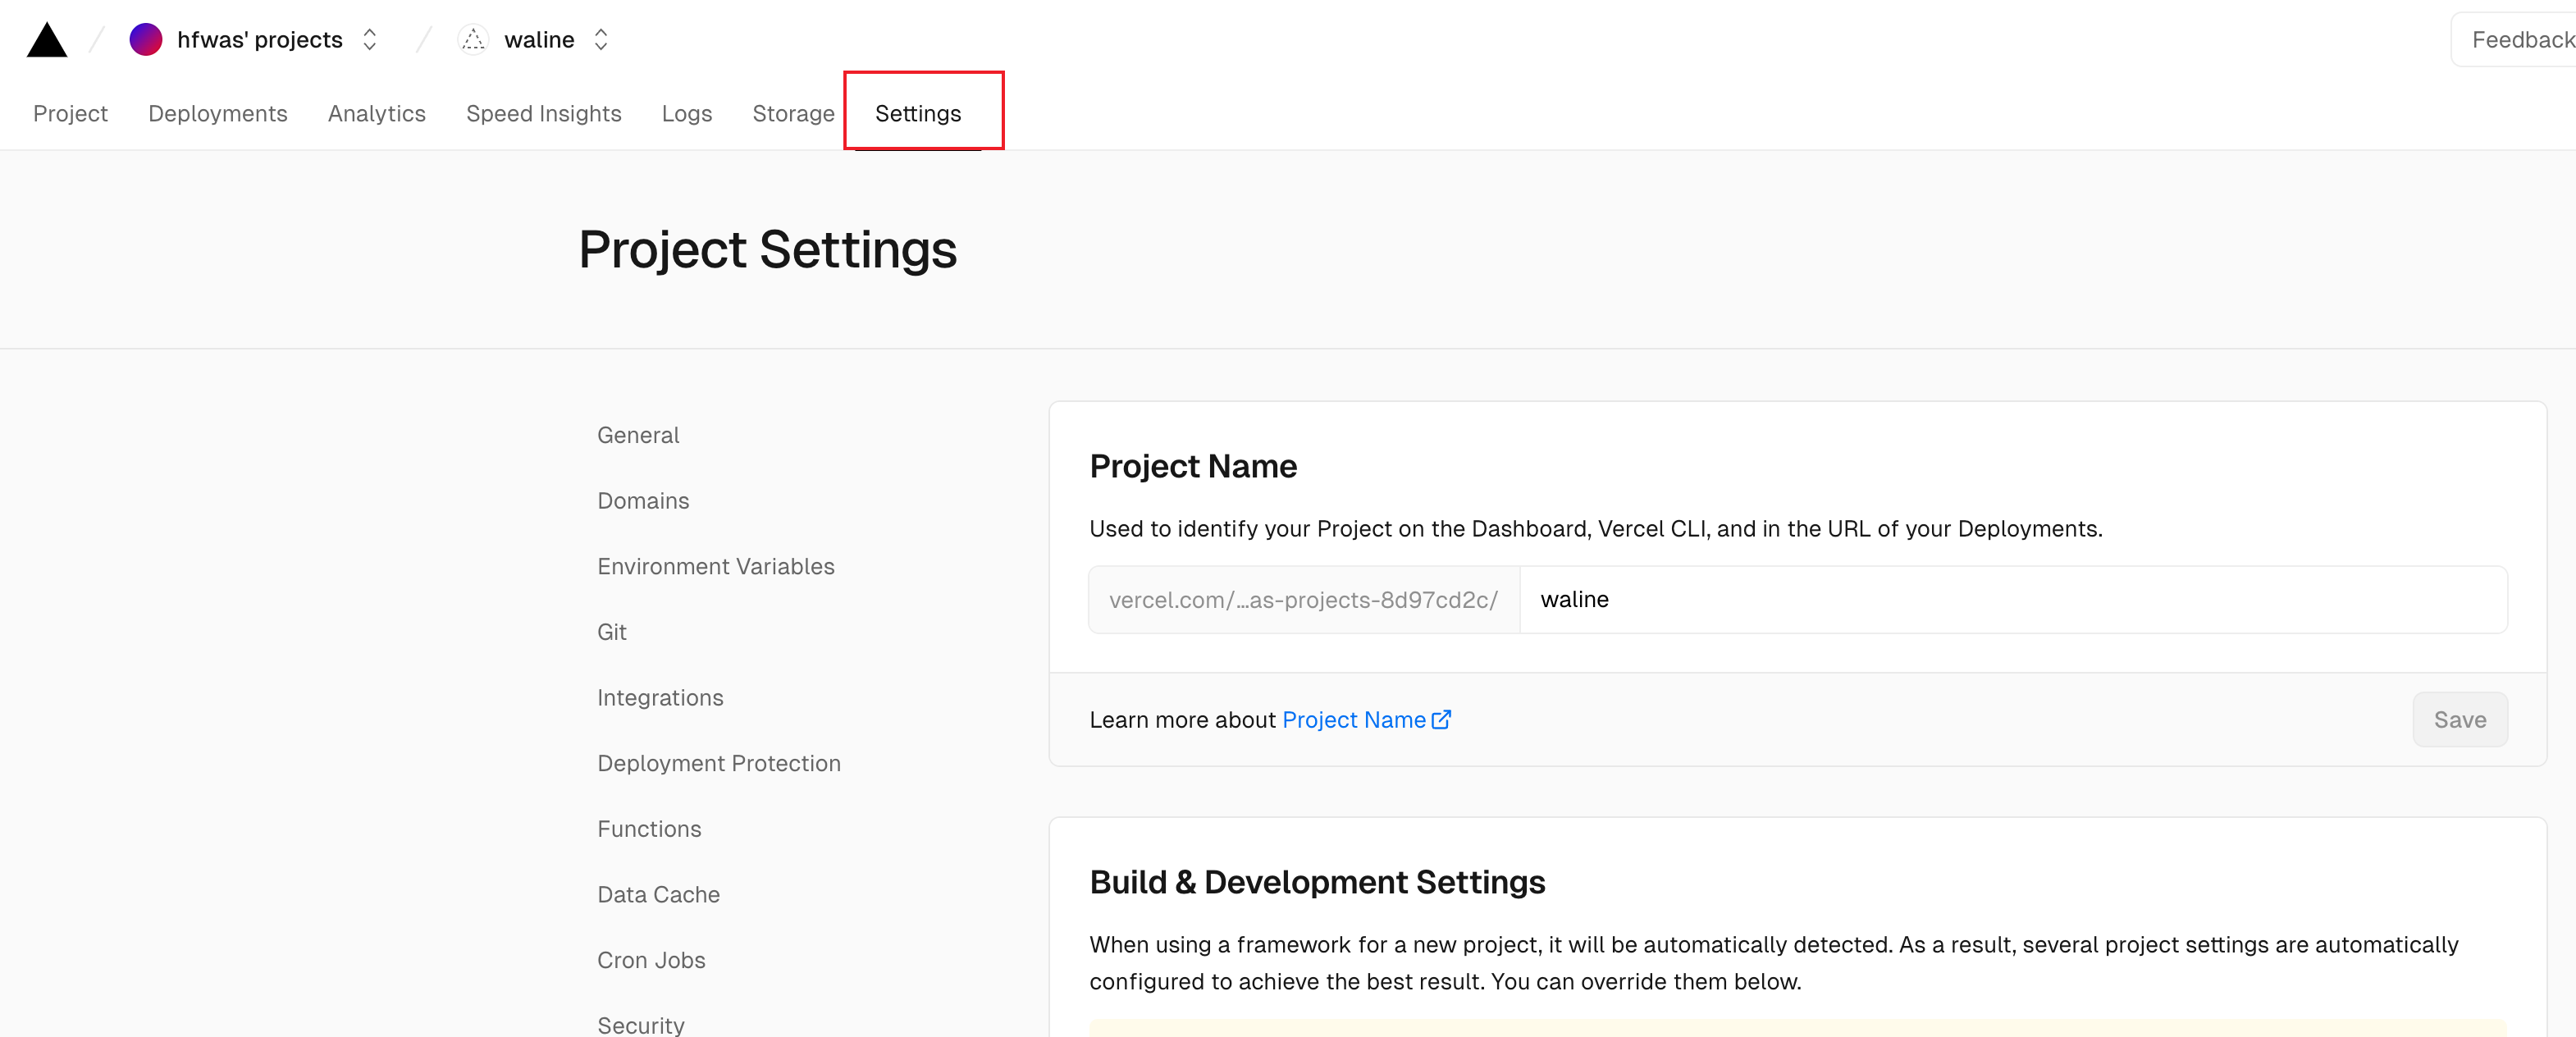 hfwas' projects
waline
Feedback
Project
Deployments
Analytics
Speed Insights
Logs
Storage
Settings
Project Settings
General
Domains
Environment Variables
Git
Integrations
Deployment Protection
Functions
Data Cache
Cron Jobs
Security
Project Name
Used to identify your Project on the Dashboard, Vercel CLI, and in the URL of your Deployments.
vercel.com/...as-projects-8d97cd2c/
waline
Learn more about Project Name
Save
Build & Development Settings
When using a framework for a new project, it will be automatically detected. As a result, several project settings are automatically
configured to achieve the best result. You can override them below.